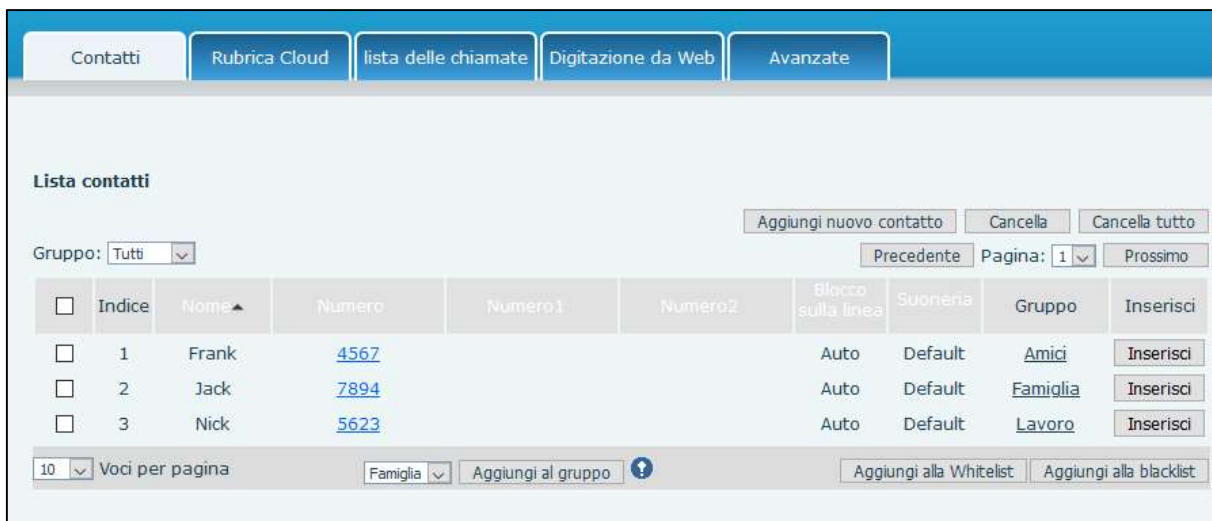 Contatti Rubrica Cloud lista delle chiamate Digitazione da Web Avanzate
Lista contatti
Aggiungi nuovo contatto Cancella Cancella tutto
Gruppo: Tutti Precedente Pagina: 1 Prossimo
Indice Nome Numero Numero1 Numero2 Blocco sulla linea Suoneria Gruppo Inserisci
1 Frank 4567 Auto Default Amici Inserisci
2 Jack 7894 Auto Default Famiglia Inserisci
3 Nick 5623 Auto Default Lavoro Inserisci
10 Voci per pagina Famiglia Aggiungi al gruppo Aggiungi alla Whitelist Aggiungi alla blacklist